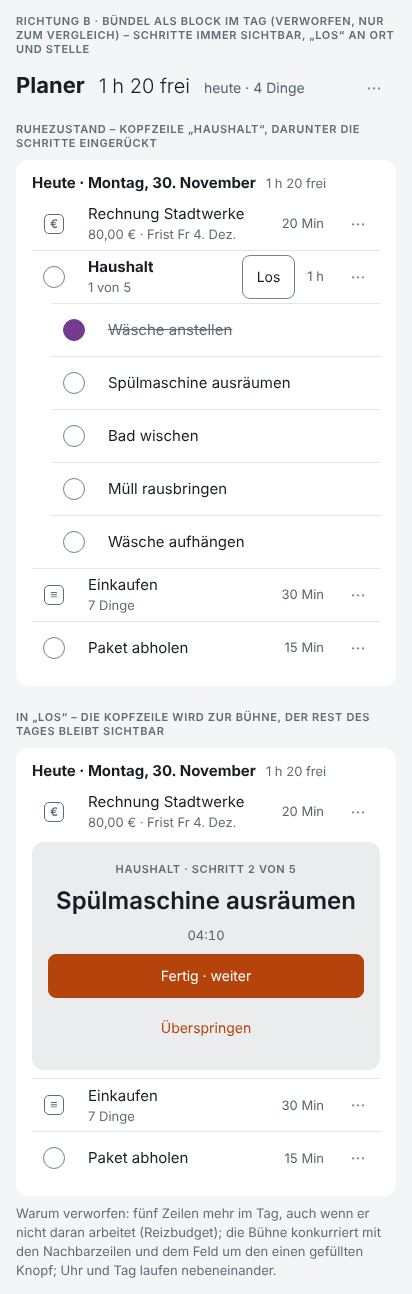 RICHTUNG B · BÜNDEL ALS BLOCK IM TAG (VERWORFEN, NUR
ZUM VERGLEICH) – SCHRITTE IMMER SICHTBAR, „LOS“ AN ORT
UND STELLE
Planer 1 h 20 frei heute · 4 Dinge ...
RUHEZUSTAND – KOPFZEILE „HAUSHALT“, DARUNTER DIE
SCHRITTE EINGERÜCKT
Heute · Montag, 30. November 1 h 20 frei
€ Rechnung Stadtwerke 20 Min ...
80,00 € · Frist Fr 4. Dez.
Haushalt Los 1 h ...
1 von 5
Wäsche anstellen
Spülmaschine ausräumen
Bad wischen
Müll rausbringen
Wäsche aufhängen
≡ Einkaufen 30 Min ...
7 Dinge
Paket abholen 15 Min ...
IN „LOS“ – DIE KOPFZEILE WIRD ZUR BÜHNE, DER REST DES
TAGES BLEIBT SICHTBAR
Heute · Montag, 30. November 1 h 20 frei
€ Rechnung Stadtwerke 20 Min ...
80,00 € · Frist Fr 4. Dez.
HAUSHALT · SCHRITT 2 VON 5
Spülmaschine ausräumen
04:10
Fertig · weiter
Überspringen
≡ Einkaufen 30 Min ...
7 Dinge
Paket abholen 15 Min ...
Warum verworfen: fünf Zeilen mehr im Tag, auch wenn er
nicht daran arbeitet (Reizbudget); die Bühne konkurriert mit
den Nachbarzeilen und dem Feld um den einen gefüllten
Knopf; Uhr und Tag laufen nebeneinander.